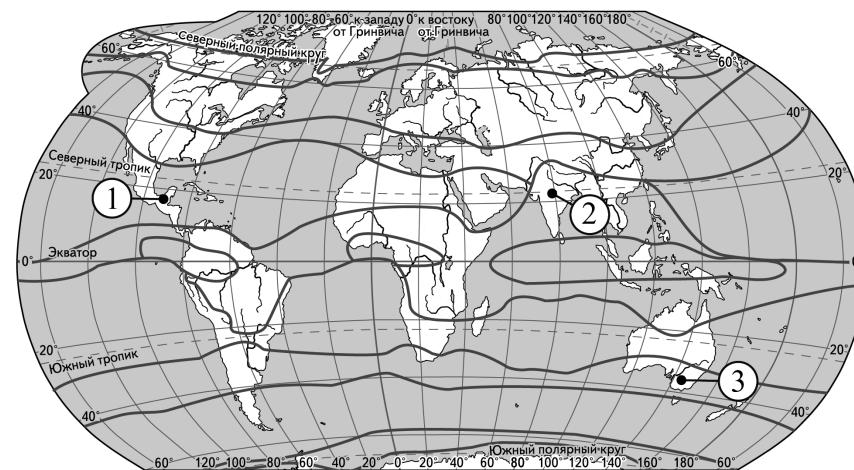 120° 100° 80° 60° к западу 0° к востоку 80° 100° 120° 140° 160° 180°
от Гринвича от Гринвича
Северный полярный круг
60° 60°
40° 40°
Северный тропик
20° 20°
1
2
Экватор
0° 0°
20° 20°
Южный тропик
3
40° 40°
Южный полярный круг
60° 120° 100° 80° 60° 40° 20° 0° 20° 40° 60° 80° 100° 120° 140° 180° 60°